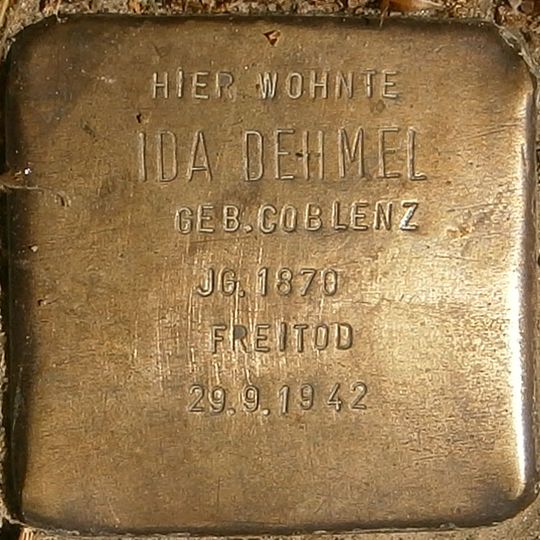 HIER WOHNTE
IDA DEHMEL
GEB. COBLENZ
JG. 1870
FREITOD
29.9.1942